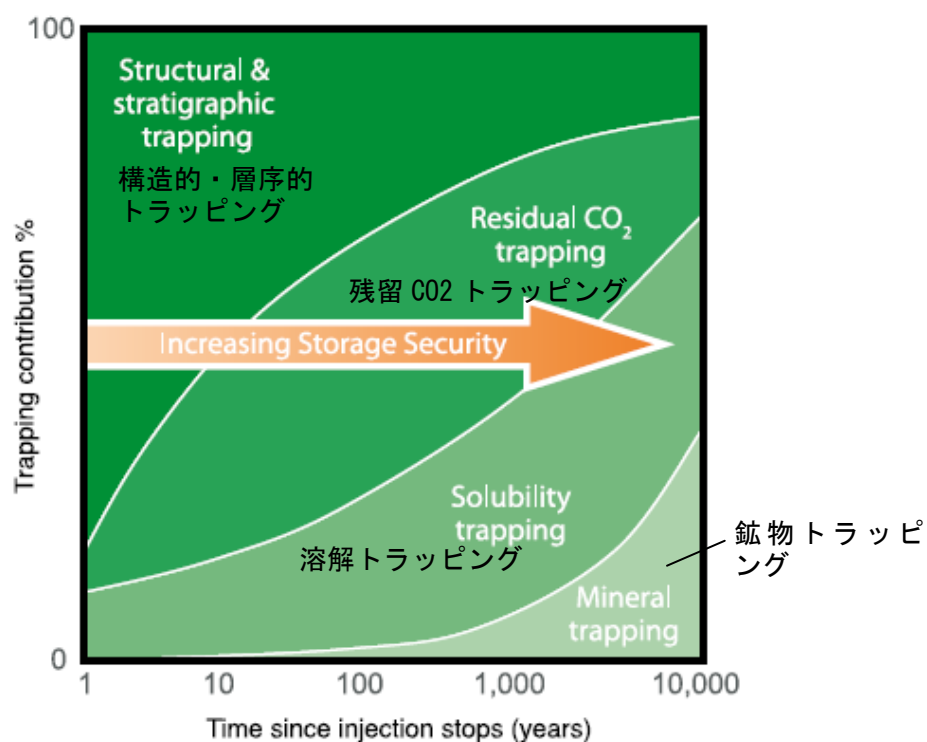 100
Structural &
stratigraphic
trapping
構造的・層序的
トラッピング
Residual CO₂
trapping
残留 CO2 トラッピング
Increasing Storage Security
Trapping contribution %
Solubility
trapping
溶解トラッピング
鉱物トラッピ
ング
Mineral
trapping
0
1 10 100 1,000 10,000
Time since injection stops (years)